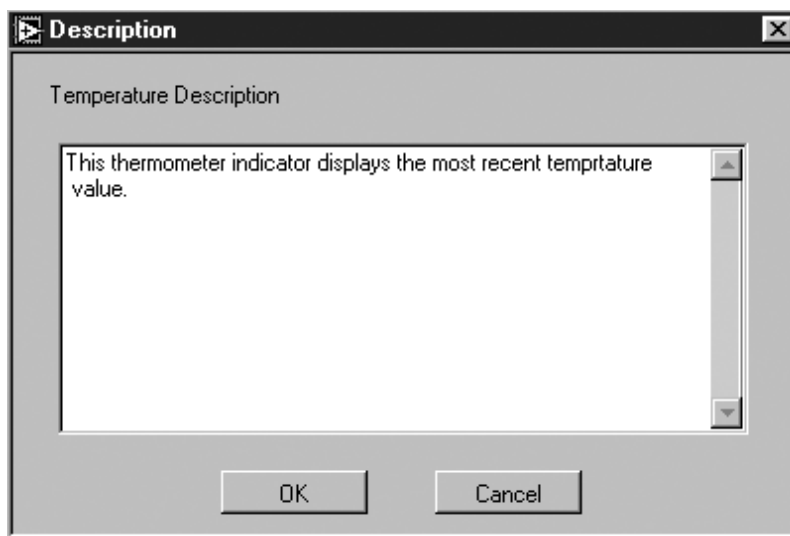 Description
Temperature Description
This thermometer indicator displays the most recent temprtature
value.
OK
Cancel